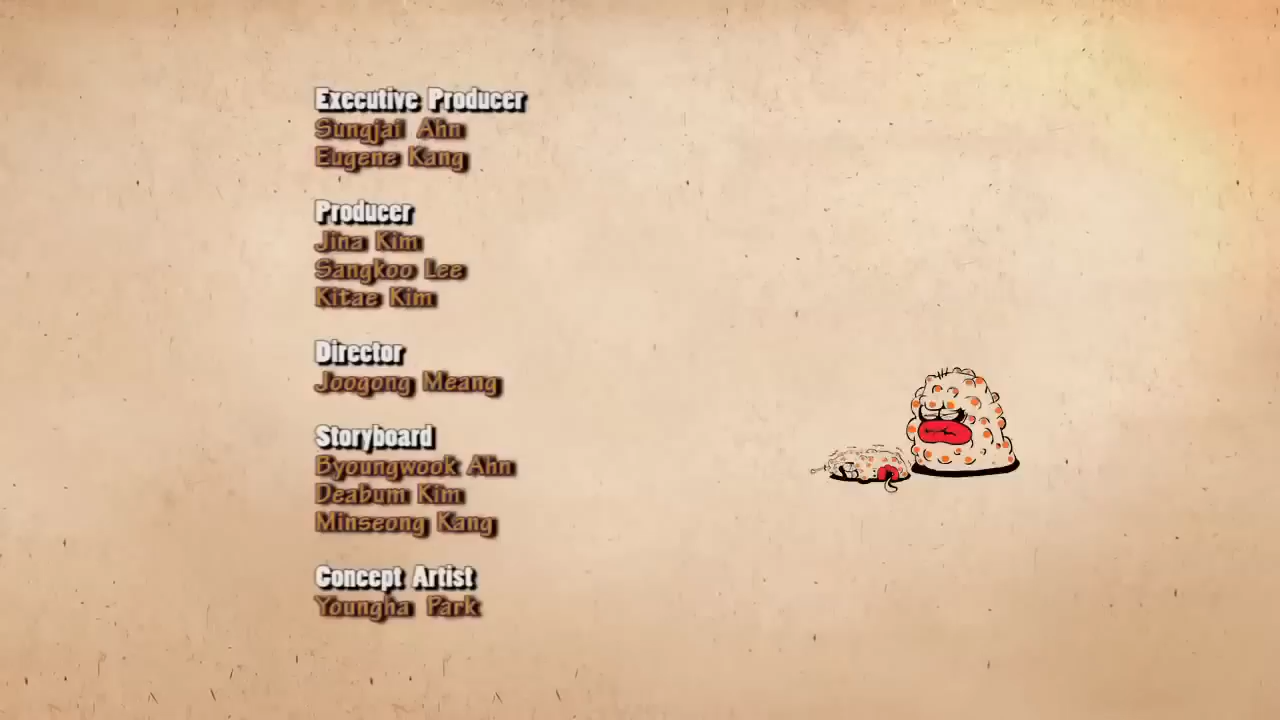 Executive Producer
Sungjai Ahn
Eugene Kang
Producer
Jina Kim
Sangkoo Lee
Kitae Kim
Director
Joogong Meang
Storyboard
Byoungwook Ahn
Deabum Kim
Minseong Kang
Concept Artist
Youngha Park